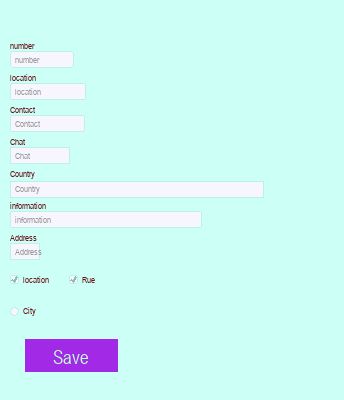 number
number
location
location
Contact
Contact
Chat
Chat
Country
Country
information
information
Address
Address
location Rue
City
Save